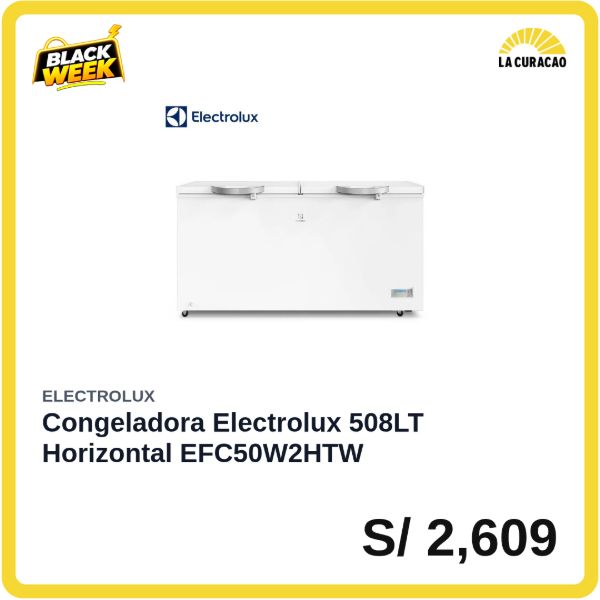 BLACK
WEEK
LA CURACAO
Electrolux
ELECTROLUX
Congeladora Electrolux 508LT
Horizontal EFC50W2HTW
S/ 2,609